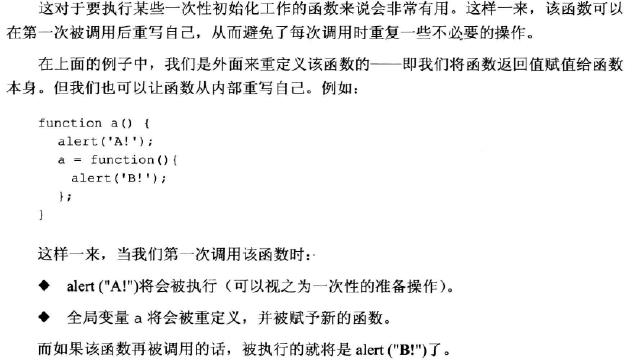 这对于要执行某些一次性初始化工作的函数来说会非常有用。这样一来，该函数可以
在第一次被调用后重写自己，从而避免了每次调用时重复一些不必要的操作。
在上面的例子中，我们是外面来重定义该函数的——即我们将函数返回值赋值给函数
本身。但我们也可以让函数从内部重写自己。例如：
function a() {
alert('A!');
a = function(){
alert('B!');
};
}
这样一来，当我们第一次调用该函数时：
◆ alert ("A!")将会被执行（可以视之为一次性的准备操作）。
◆ 全局变量 a 将会被重定义，并被赋予新的函数。
而如果该函数再被调用的话，被执行的就将是 alert ("B!")了。